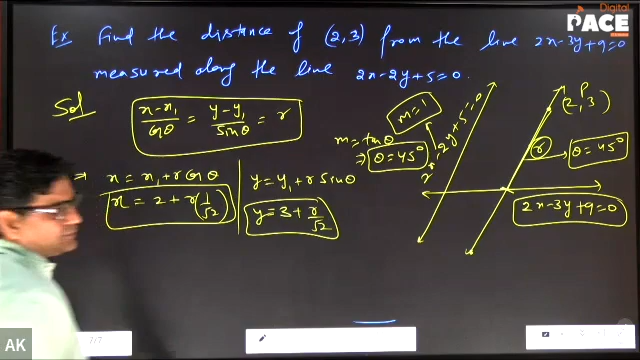 Digital
PACE
Ex Find the distance of (2,3) from the line 2x-3y+9=0
measured along the line 2x-2y+5=0.
Sol
x-x₁/cosθ = y-y₁/sinθ = r
m=1
m=tanθ
⇒ θ=45°
⇒ x=x₁+r cosθ
x=2+r(1/√2)
y=y₁+r sinθ
y=3+r/√2
2x-2y+5=0
P
(2,3)
r
θ=45°
2x-3y+9=0
AK
7/7